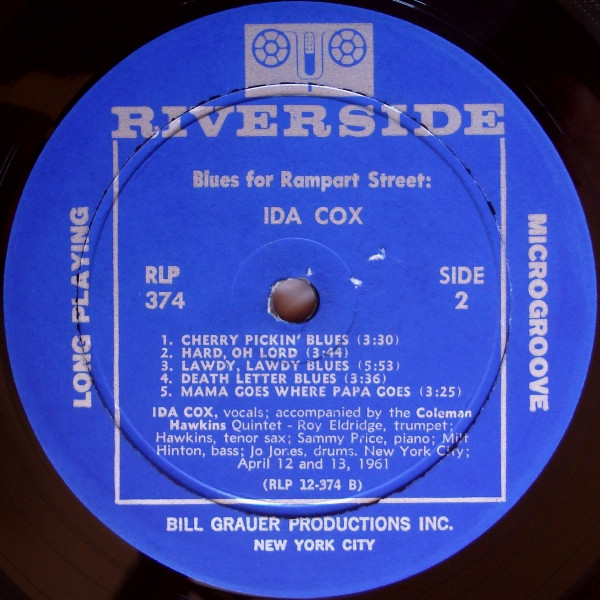 RIVERSIDE
Blues for Rampart Street:
IDA COX
LONG PLAYING
MICROGROOVE
RLP
374
SIDE
2
1. CHERRY PICKIN' BLUES (3:30)
2. HARD, OH LORD (3:44)
3. LAWDY, LAWDY BLUES (5:53)
4. DEATH LETTER BLUES (3:36)
5. MAMA GOES WHERE PAPA GOES (3:25)
IDA COX, vocals; accompanied by the Coleman
Hawkins Quintet - Roy Eldridge, trumpet;
Hawkins, tenor sax; Sammy Price, piano; Milt
Hinton, bass; Jo Jones, drums. New York City;
April 12 and 13, 1961
(RLP 12-374 B)
BILL GRAUER PRODUCTIONS INC.
NEW YORK CITY